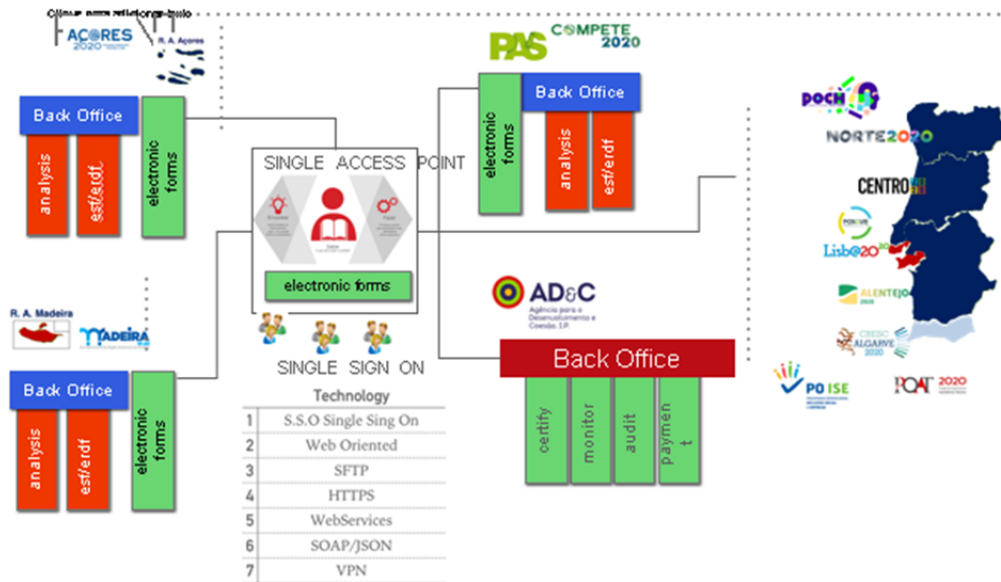 AÇORES
2020
R. A. Açores
Back Office
analysis
esf/erdf
electronic
forms
PAS
COMPETE
2020
electronic
forms
Back Office
analysis
esf/erdf
SINGLE ACCESS POINT
electronic forms
SINGLE SIGN ON
R. A. Madeira
MADEIRA
Back Office
analysis
esf/erdf
electronic
forms
AD&C
Agência para o
Desenvolvimento e
Coesão, I.P.
Back Office
certify
monitor
audit
paymen
t
Technology
1 S.S.O Single Sing On
2 Web Oriented
3 SFTP
4 HTTPS
5 WebServices
6 SOAP/JSON
7 VPN
POCH
NORTE2020
CENTRO
Lisb@20
20
ALENTEJO
2020
CRESC
ALGARVE
2020
PO ISE
POAT 2020